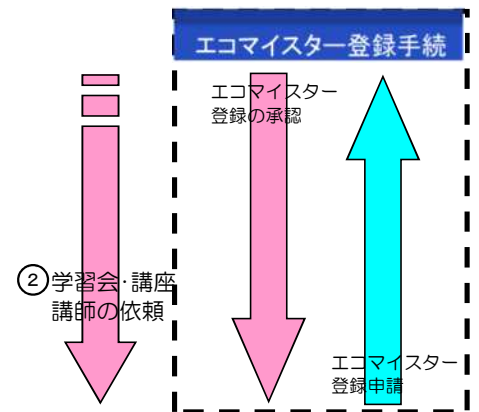 エコマイスター登録手続
エコマイスター
登録の承認
②学習会・講座
講師の依頼
エコマイスター
登録申請